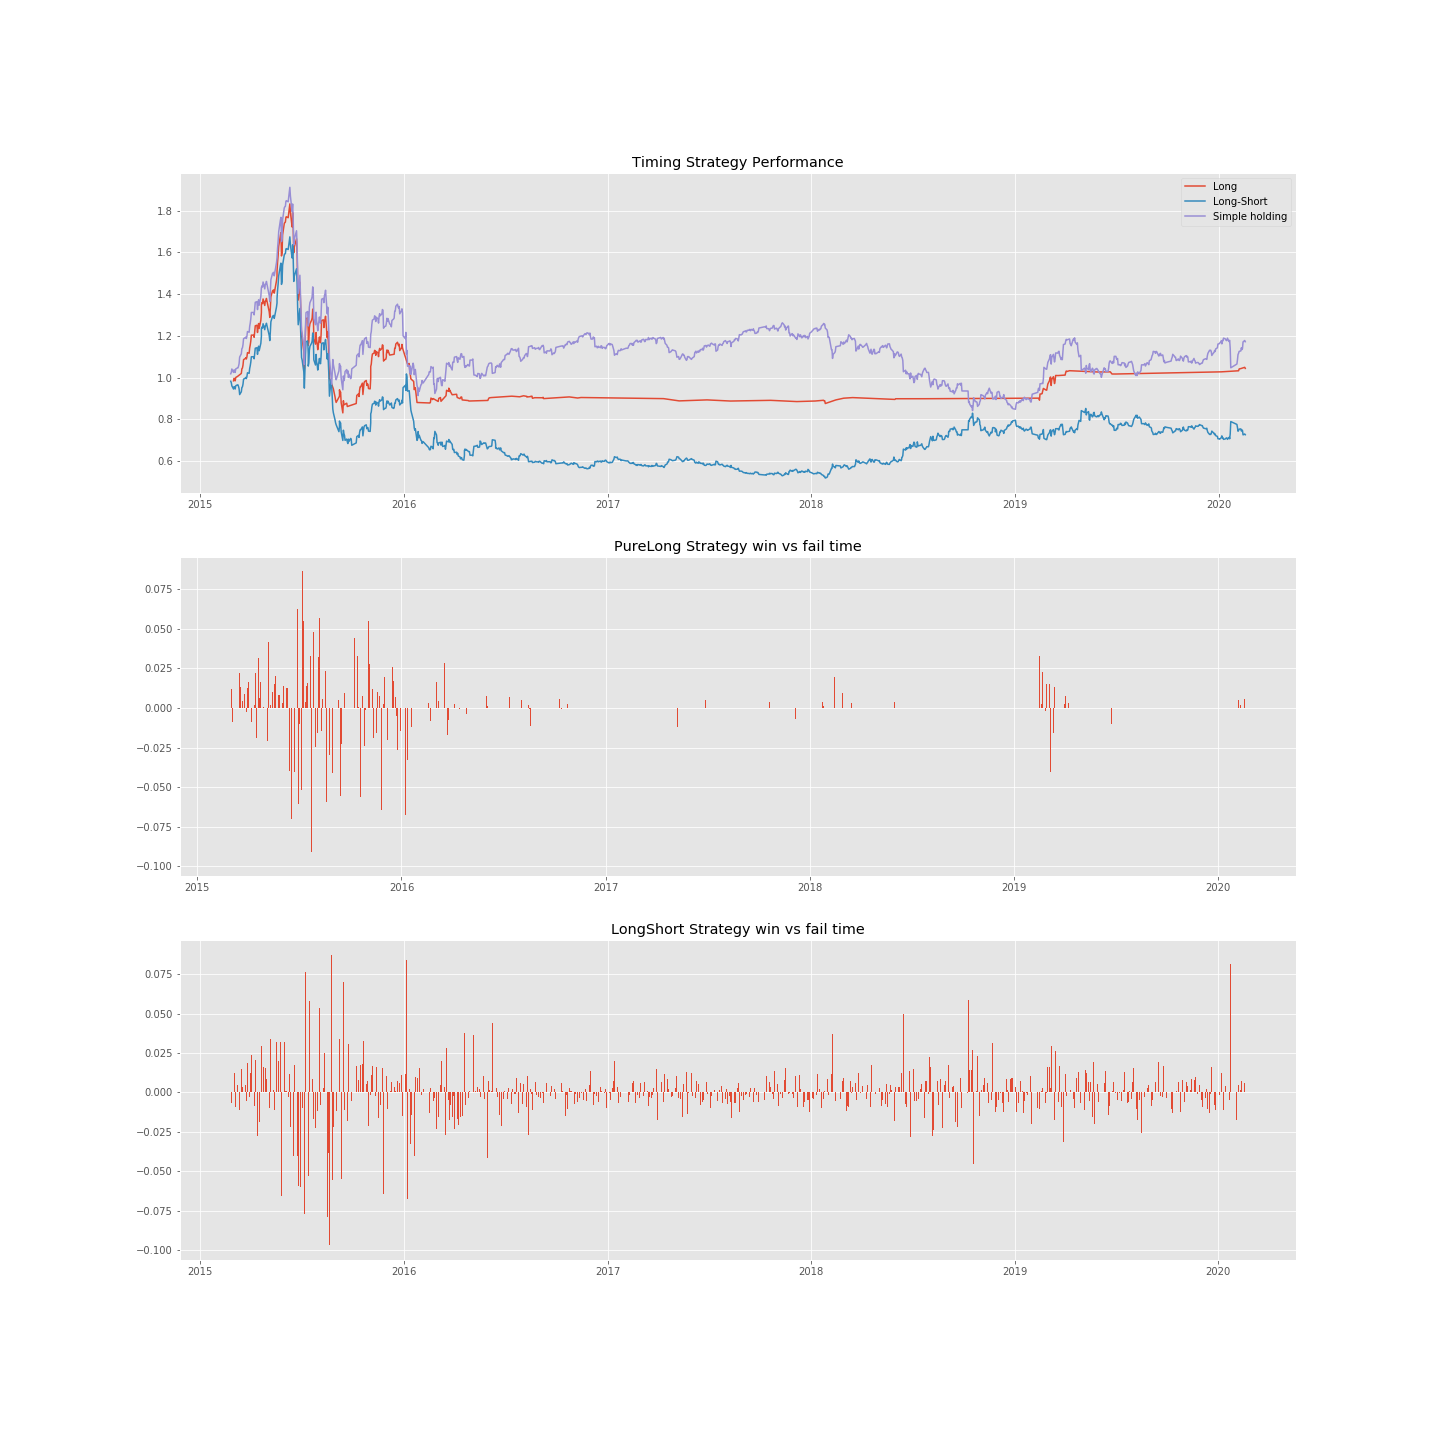 Timing Strategy Performance
Long
Long-Short
Simple holding
1.8
1.6
1.4
1.2
1.0
0.8
0.6
2015 2016 2017 2018 2019 2020
PureLong Strategy win vs fail time
0.075
0.050
0.025
0.000
−0.025
−0.050
−0.075
−0.100
2015 2016 2017 2018 2019 2020
LongShort Strategy win vs fail time
0.075
0.050
0.025
0.000
−0.025
−0.050
−0.075
−0.100
2015 2016 2017 2018 2019 2020